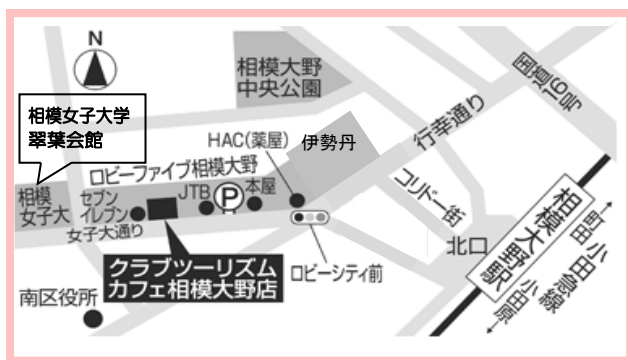 N
相模大野
中央公園
国道16号
相模女子大学
翠葉会館
HAC(薬屋)
伊勢丹
行幸通り
ロビーファイブ相模大野
相模
女子大
セブン
イレブン
JTB
P
本屋
コリドー街
女子大通り
北口
相模大野駅
町田
小田急線
小田原
クラブツーリズム
カフェ相模大野店
ロビーシティ前
南区役所